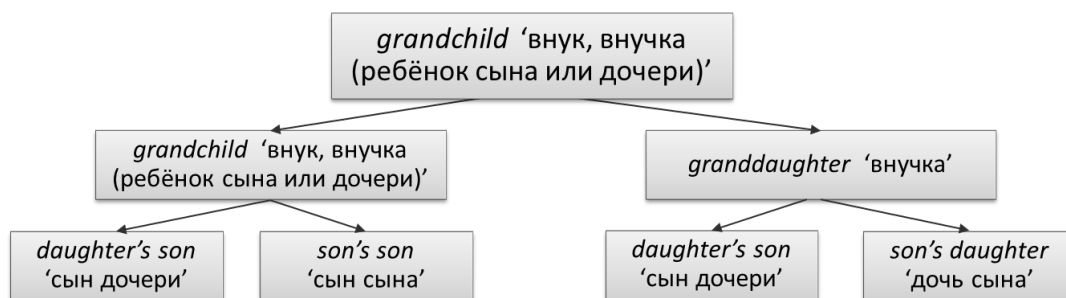 grandchild ‘внук, внучка
(ребёнок сына или дочери)’
grandchild ‘внук, внучка
(ребёнок сына или дочери)’
granddaughter ‘внучка’
daughter’s son
‘сын дочери’
son’s son
‘сын сына’
daughter’s son
‘сын дочери’
son’s daughter
‘дочь сына’